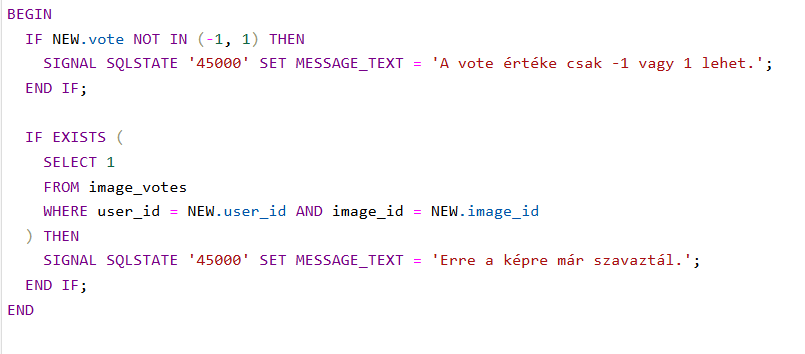 BEGIN
  IF NEW.vote NOT IN (-1, 1) THEN
    SIGNAL SQLSTATE '45000' SET MESSAGE_TEXT = 'A vote értéke csak -1 vagy 1 lehet.';
  END IF;

  IF EXISTS (
    SELECT 1
    FROM image_votes
    WHERE user_id = NEW.user_id AND image_id = NEW.image_id
  ) THEN
    SIGNAL SQLSTATE '45000' SET MESSAGE_TEXT = 'Erre a képre már szavaztál.';
  END IF;
END